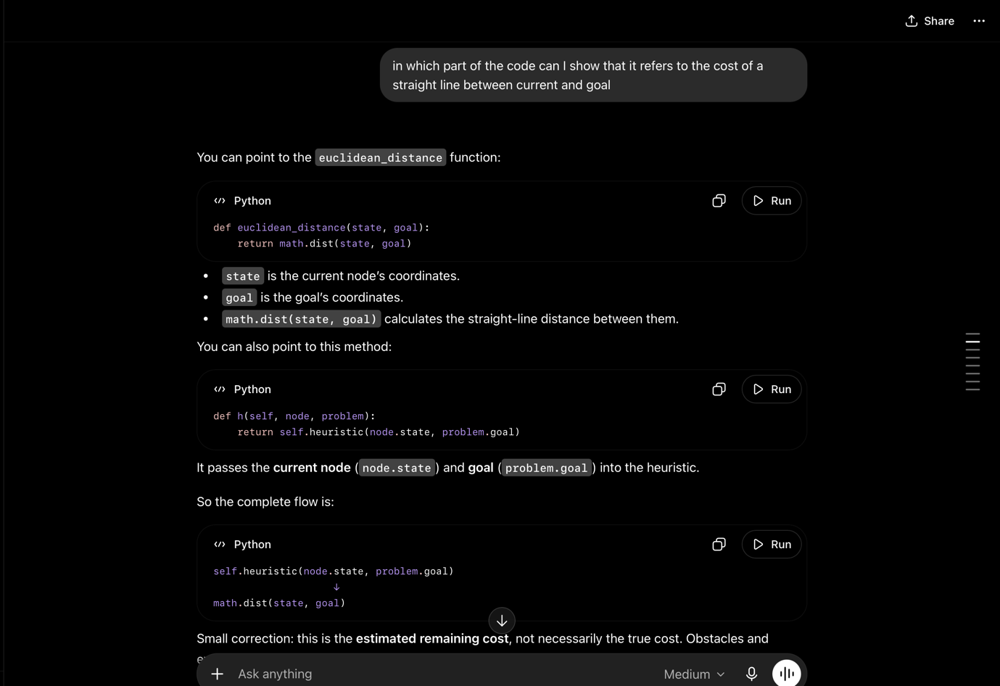 Share
in which part of the code can I show that it refers to the cost of a
straight line between current and goal
You can point to the euclidean_distance function:
Python
Run
def euclidean_distance(state, goal):
    return math.dist(state, goal)
• state is the current node’s coordinates.
• goal is the goal’s coordinates.
• math.dist(state, goal) calculates the straight-line distance between them.
You can also point to this method:
Python
Run
def h(self, node, problem):
    return self.heuristic(node.state, problem.goal)
It passes the current node (node.state) and goal (problem.goal) into the heuristic.
So the complete flow is:
Python
Run
self.heuristic(node.state, problem.goal)
↓
math.dist(state, goal)
Small correction: this is the estimated remaining cost, not necessarily the true cost. Obstacles and
Ask anything
Medium